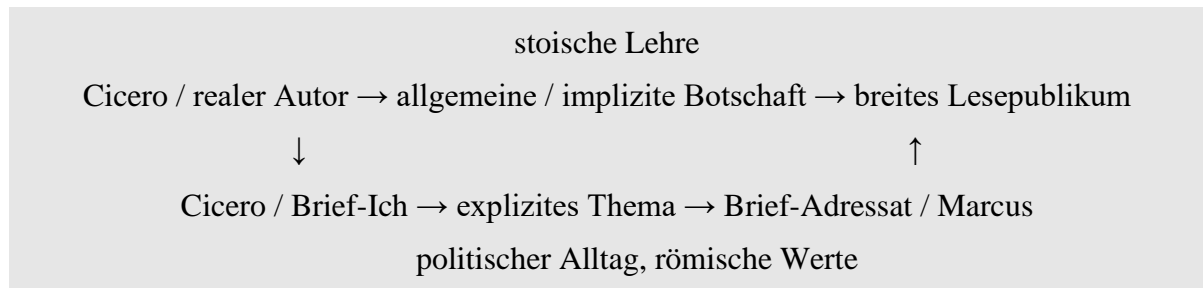 stoische Lehre
Cicero / realer Autor → allgemeine / implizite Botschaft → breites Lesepublikum
↓ ↑
Cicero / Brief-Ich → explizites Thema → Brief-Adressat / Marcus
politischer Alltag, römische Werte